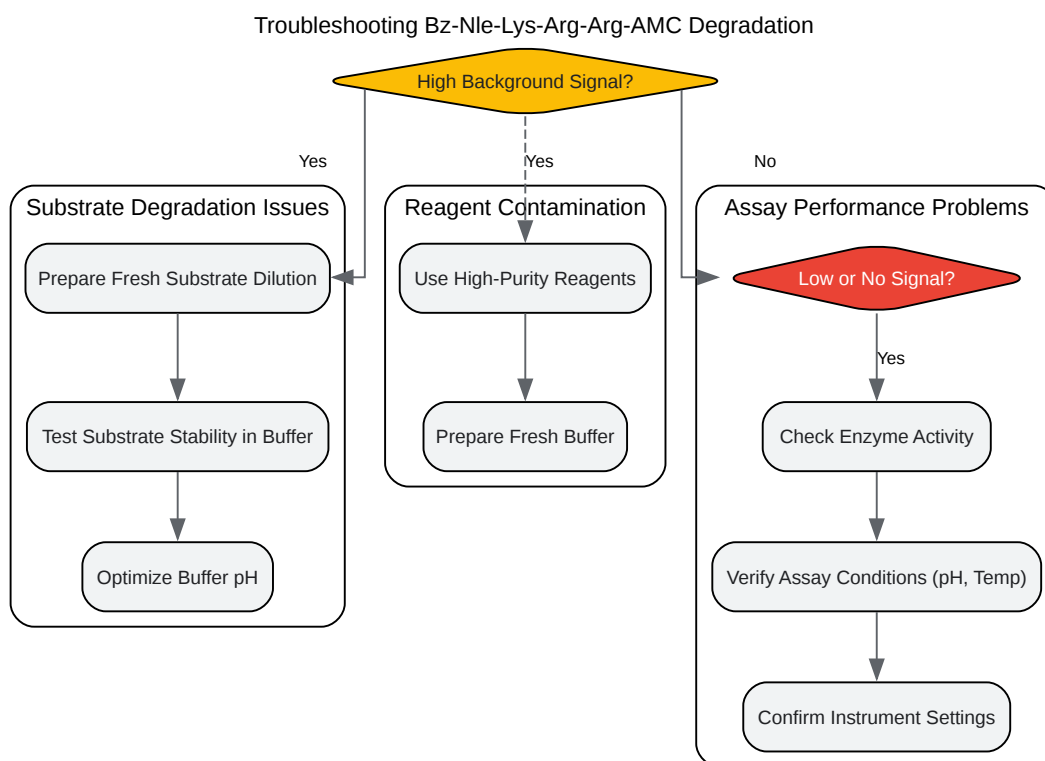 Troubleshooting Bz-Nle-Lys-Arg-Arg-AMC Degradation
High Background Signal?
Yes
Yes
No
Substrate Degradation Issues
Prepare Fresh Substrate Dilution
Test Substrate Stability in Buffer
Optimize Buffer pH
Reagent Contamination
Use High-Purity Reagents
Prepare Fresh Buffer
Assay Performance Problems
Low or No Signal?
Yes
Check Enzyme Activity
Verify Assay Conditions (pH, Temp)
Confirm Instrument Settings